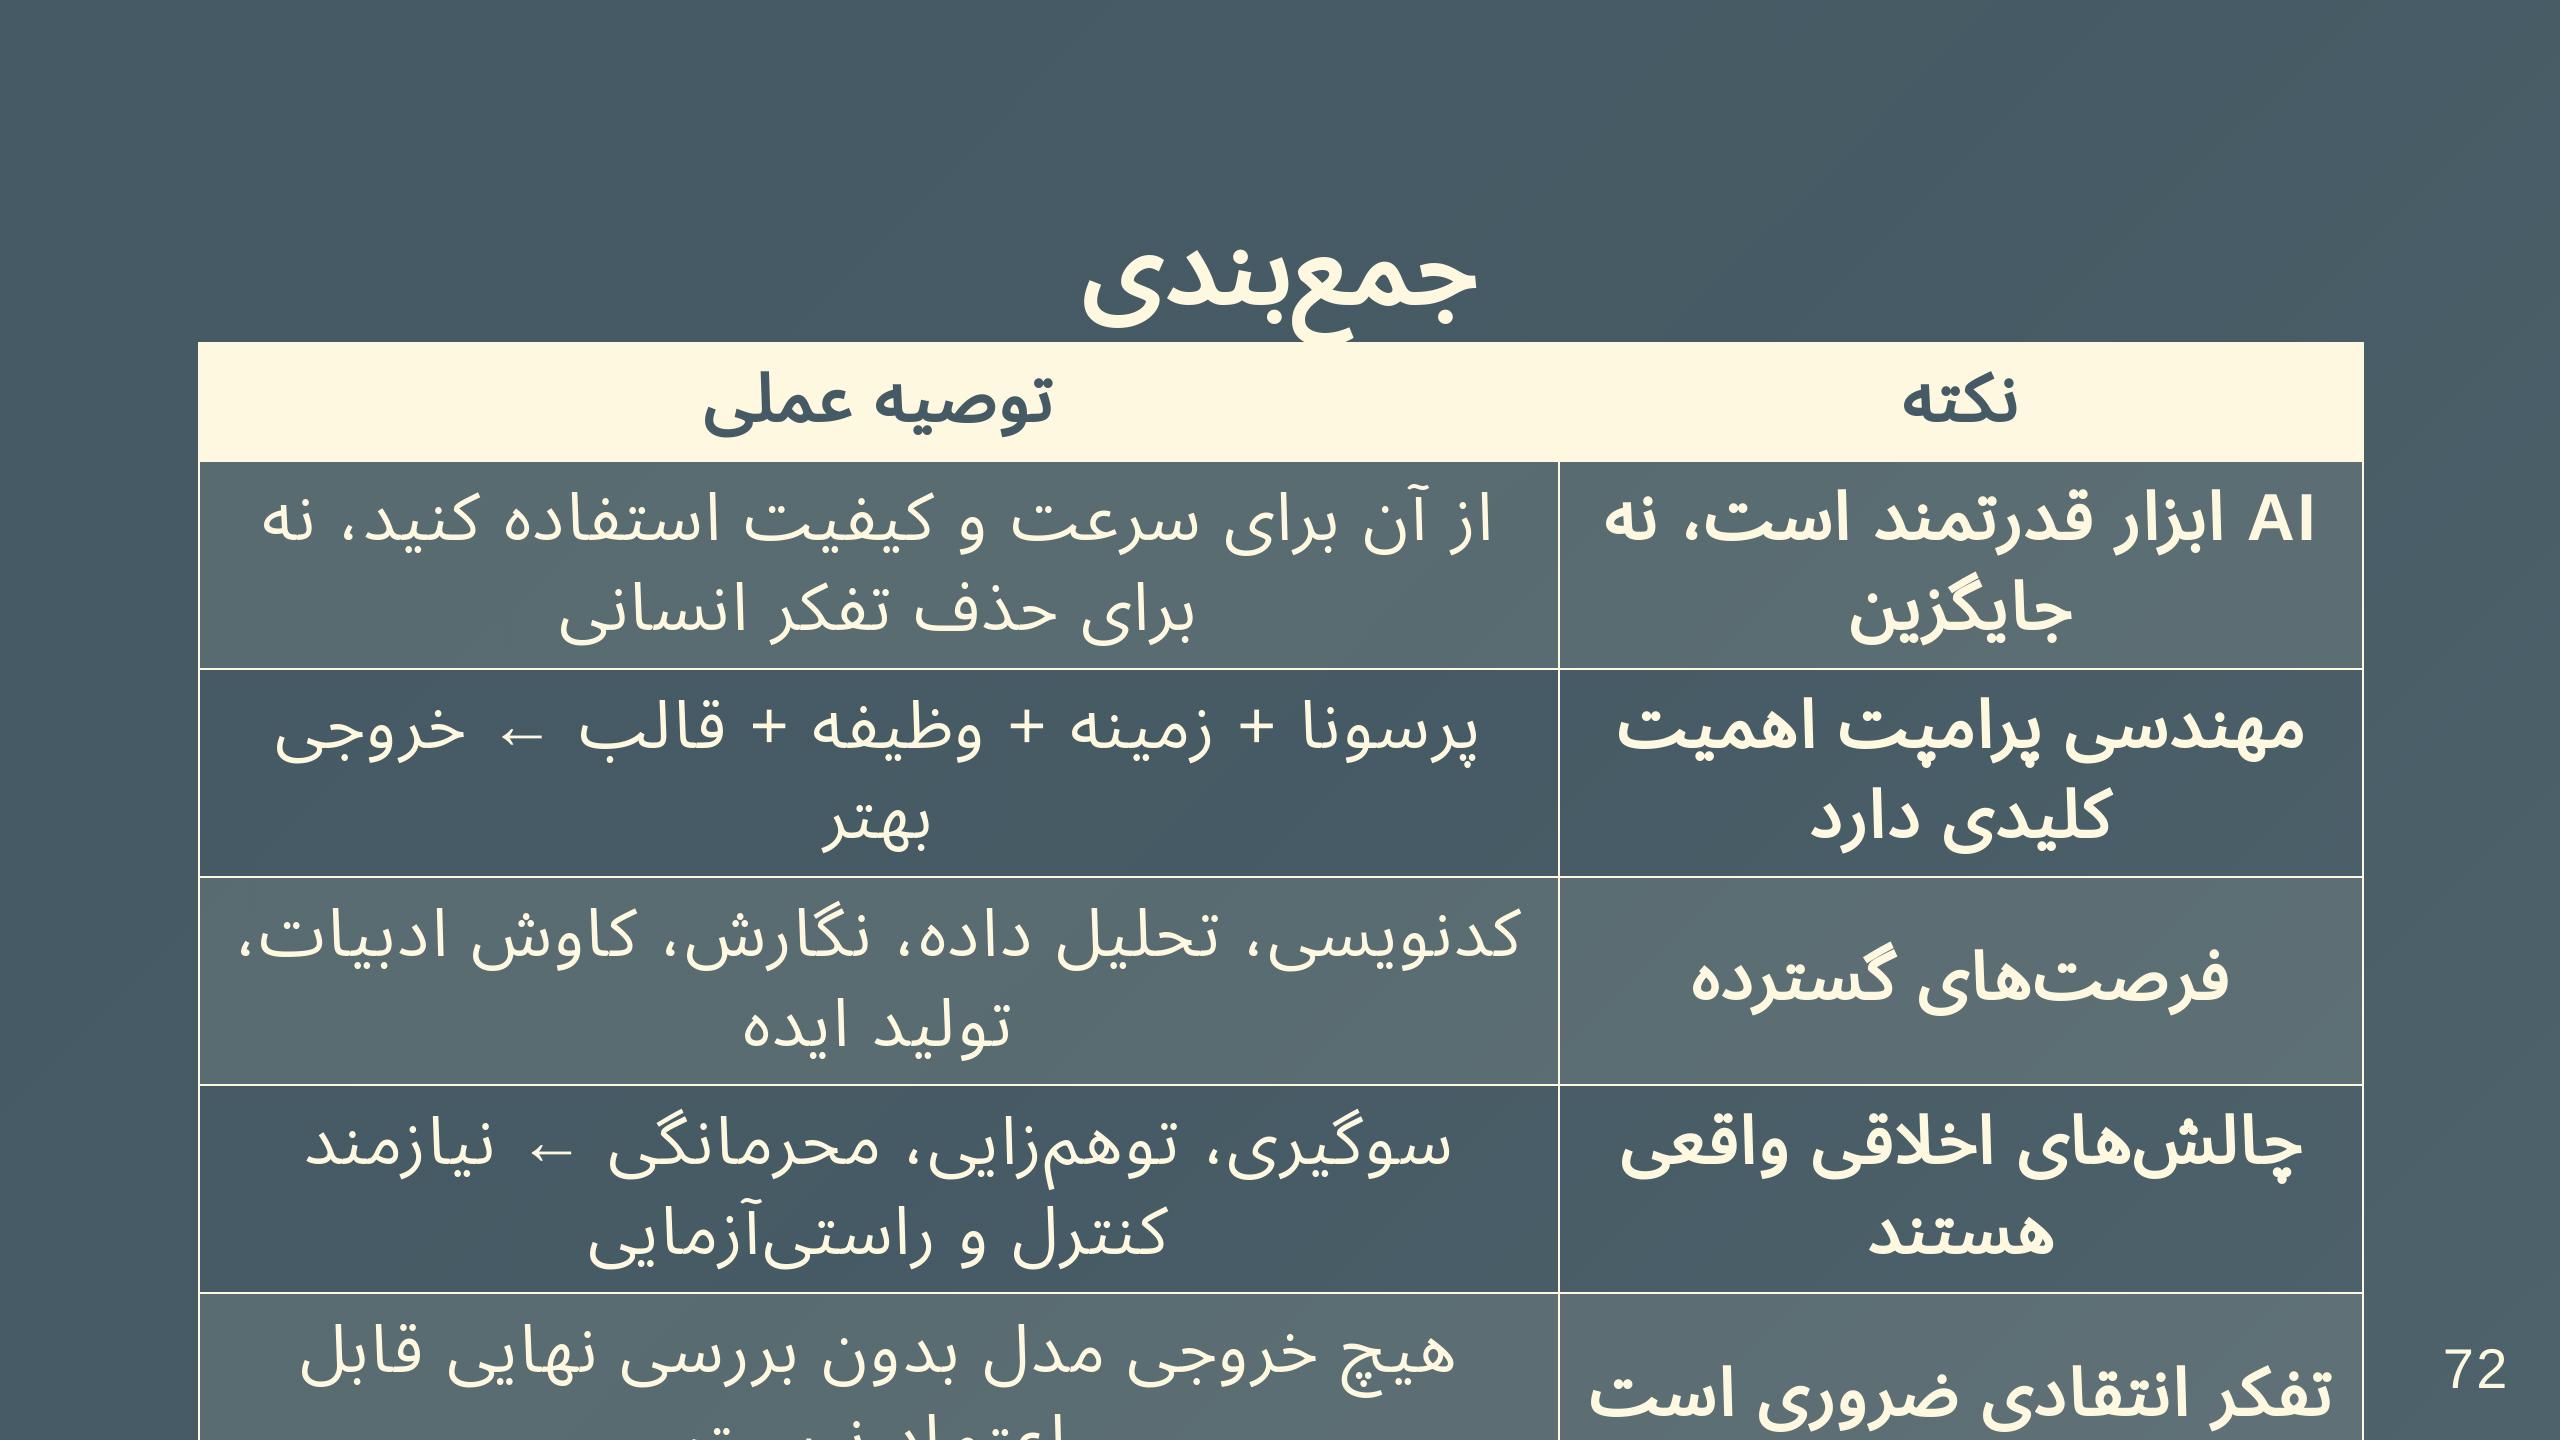 جمع‌بندی
نکته
توصیه عملی
AI ابزار قدرتمند است، نه
جایگزین
از آن برای سرعت و کیفیت استفاده کنید، نه
برای حذف تفکر انسانی
مهندسی پرامپت اهمیت
کلیدی دارد
پرسونا + زمینه + وظیفه + قالب ← خروجی
بهتر
فرصت‌های گسترده
کدنویسی، تحلیل داده، نگارش، کاوش ادبیات،
تولید ایده
چالش‌های اخلاقی واقعی
هستند
سوگیری، توهم‌زایی، محرمانگی ← نیازمند
کنترل و راستی‌آزمایی
تفکر انتقادی ضروری است
هیچ خروجی مدل بدون بررسی نهایی قابل
72